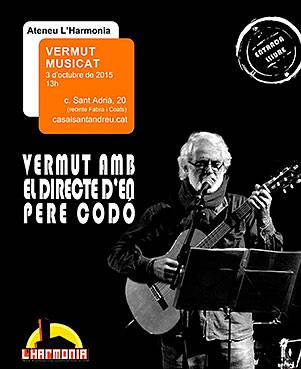 Ateneu L'Harmonia
VERMUT
MUSICAT
3 d'octubre de 2015
13h
c. Sant Adrià, 20
(recinte Fabra i Coats)
casalsantandreu.cat
ENTRADA
LLIURE
VERMUT AMB
EL DIRECTE D'EN
PERE CODÓ
L'HARMONIA